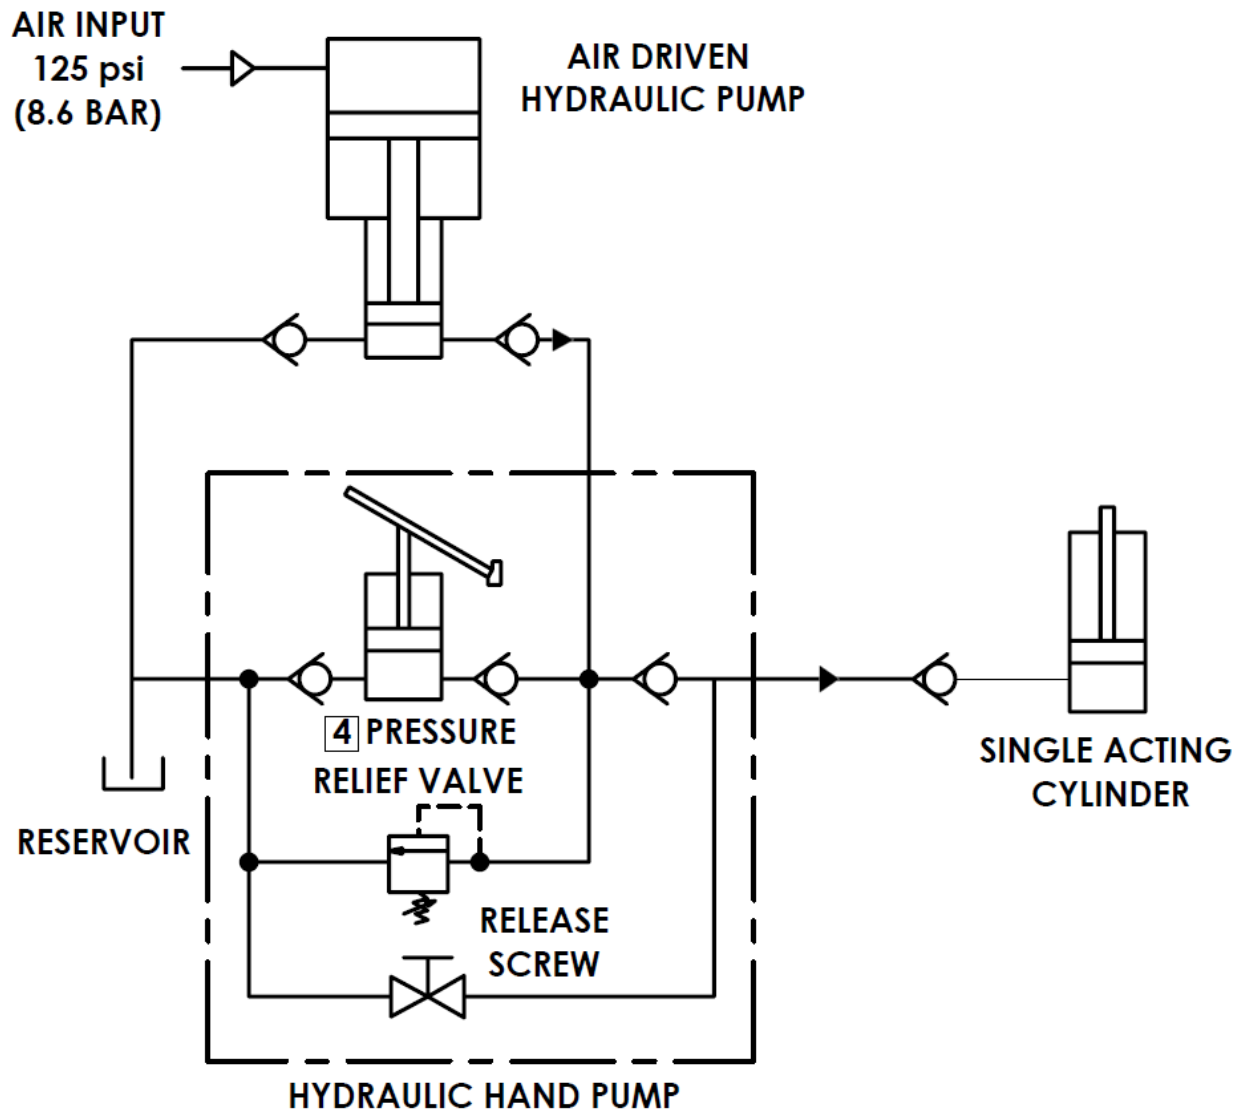 AIR INPUT
125 psi
(8.6 BAR)
AIR DRIVEN
HYDRAULIC PUMP
4 PRESSURE
RELIEF VALVE
SINGLE ACTING
CYLINDER
RESERVOIR
RELEASE
SCREW
HYDRAULIC HAND PUMP